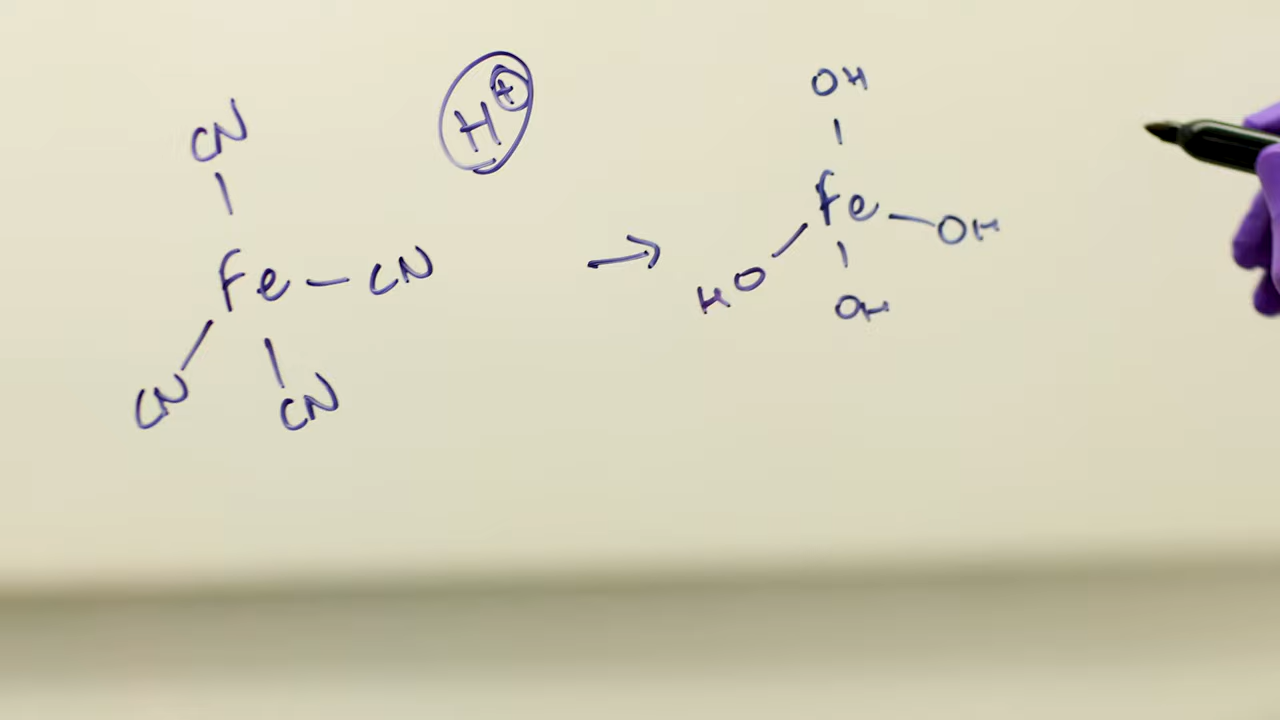 CN
H+
Fe — CN
CN
CN
→
OH
Fe — OH
HO
OH